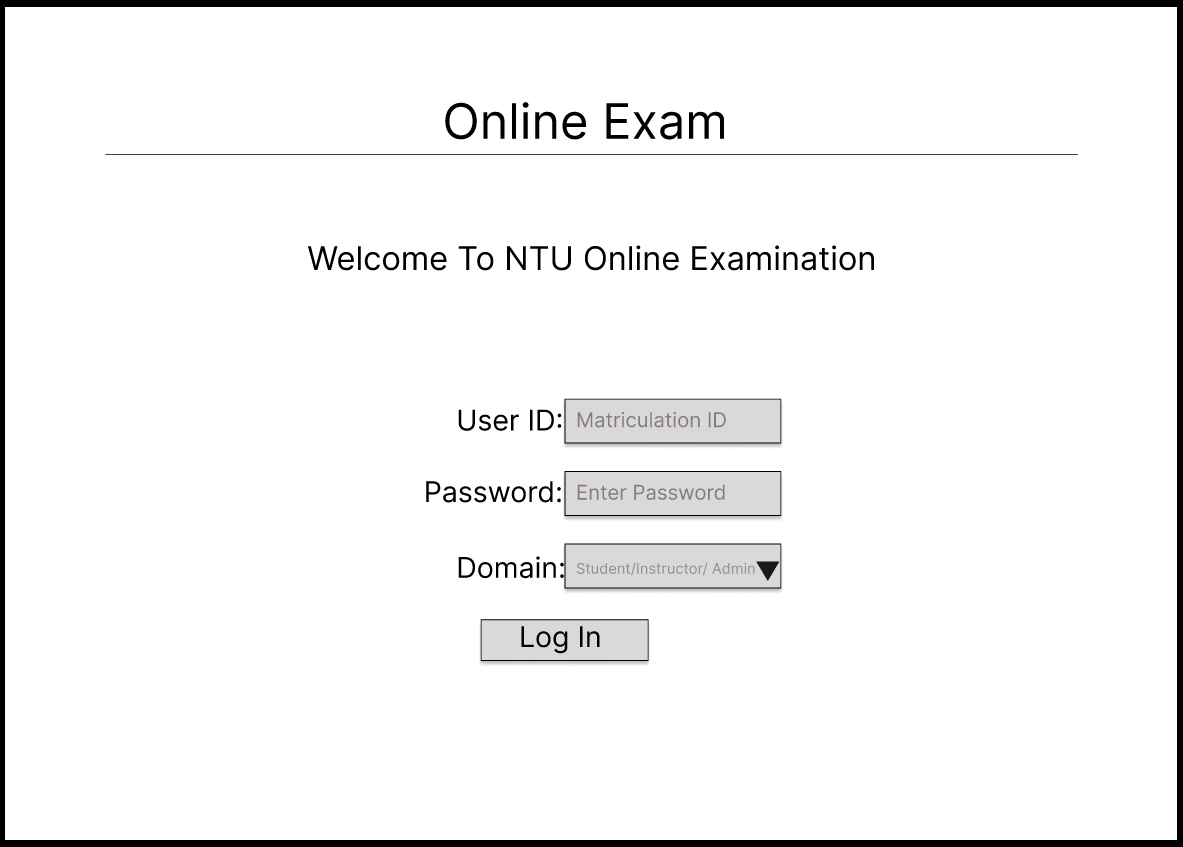 Online Exam
Welcome To NTU Online Examination
User ID: Matriculation ID
Password: Enter Password
Domain: Student/Instructor/ Admin
Log In